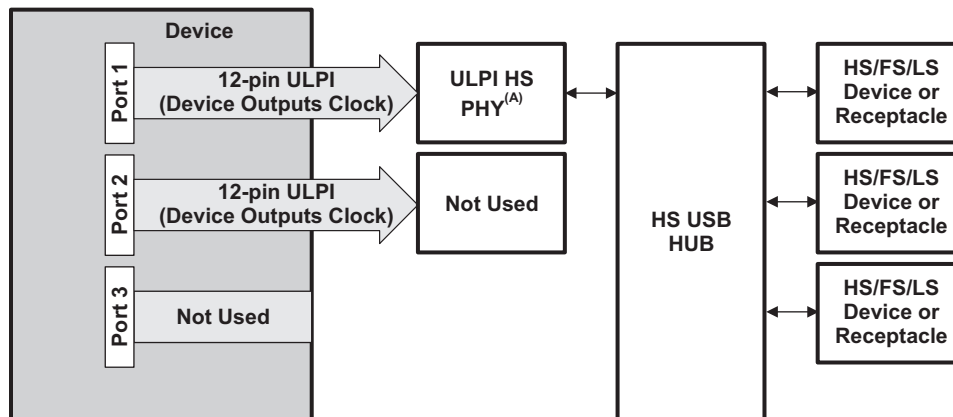 Device
Port 1
12-pin ULPI
(Device Outputs Clock)
ULPI HS
PHY(A)
HS/FS/LS
Device or
Receptacle
Port 2
12-pin ULPI
(Device Outputs Clock)
Not Used
HS USB
HUB
HS/FS/LS
Device or
Receptacle
Port 3
Not Used
HS/FS/LS
Device or
Receptacle